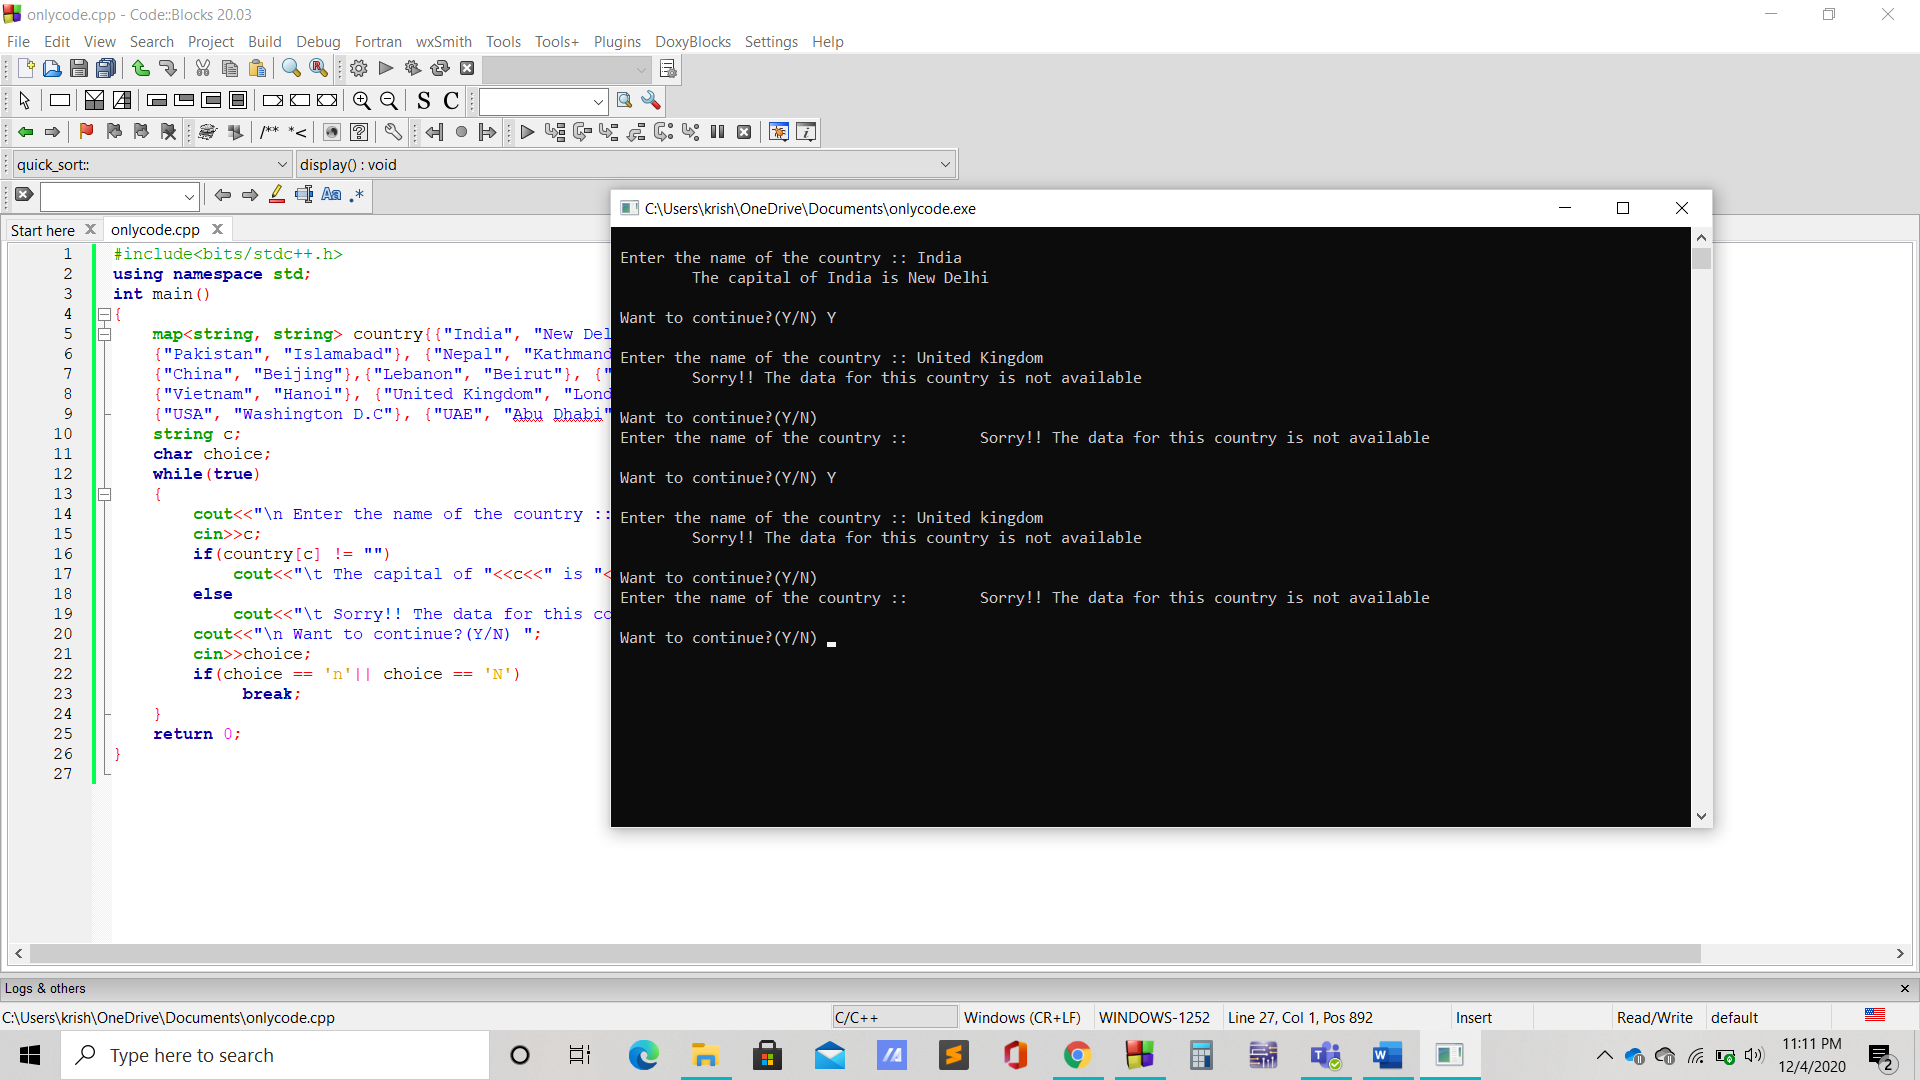 onlycode.cpp - Code::Blocks 20.03
File Edit View Search Project Build Debug Fortran wxSmith Tools Tools+ Plugins DoxyBlocks Settings Help
S C
/** *<
quick_sort:: display() : void
Aa .*
Start here onlycode.cpp
1 #include<bits/stdc++.h>
2 using namespace std;
3 int main()
4 {
5 map<string, string> country{{"India", "New Del
6 {"Pakistan", "Islamabad"}, {"Nepal", "Kathmand
7 {"China", "Beijing"},{"Lebanon", "Beirut"}, {"
8 {"Vietnam", "Hanoi"}, {"United Kingdom", "Lond
9 {"USA", "Washington D.C"}, {"UAE", "Abu Dhabi"
10 string c;
11 char choice;
12 while(true)
13 {
14 cout<<"\n Enter the name of the country ::
15 cin>>c;
16 if(country[c] != "")
17 cout<<"\t The capital of "<<c<<" is "<
18 else
19 cout<<"\t Sorry!! The data for this co
20 cout<<"\n Want to continue?(Y/N) ";
21 cin>>choice;
22 if(choice == 'n'|| choice == 'N')
23 break;
24 }
25 return 0;
26 }
27
C:\Users\krish\OneDrive\Documents\onlycode.exe
Enter the name of the country :: India
The capital of India is New Delhi
Want to continue?(Y/N) Y
Enter the name of the country :: United Kingdom
Sorry!! The data for this country is not available
Want to continue?(Y/N)
Enter the name of the country :: Sorry!! The data for this country is not available
Want to continue?(Y/N) Y
Enter the name of the country :: United kingdom
Sorry!! The data for this country is not available
Want to continue?(Y/N)
Enter the name of the country :: Sorry!! The data for this country is not available
Want to continue?(Y/N)
Logs & others
C:\Users\krish\OneDrive\Documents\onlycode.cpp C/C++ Windows (CR+LF) WINDOWS-1252 Line 27, Col 1, Pos 892 Insert Read/Write default
Type here to search
11:11 PM
12/4/2020
2